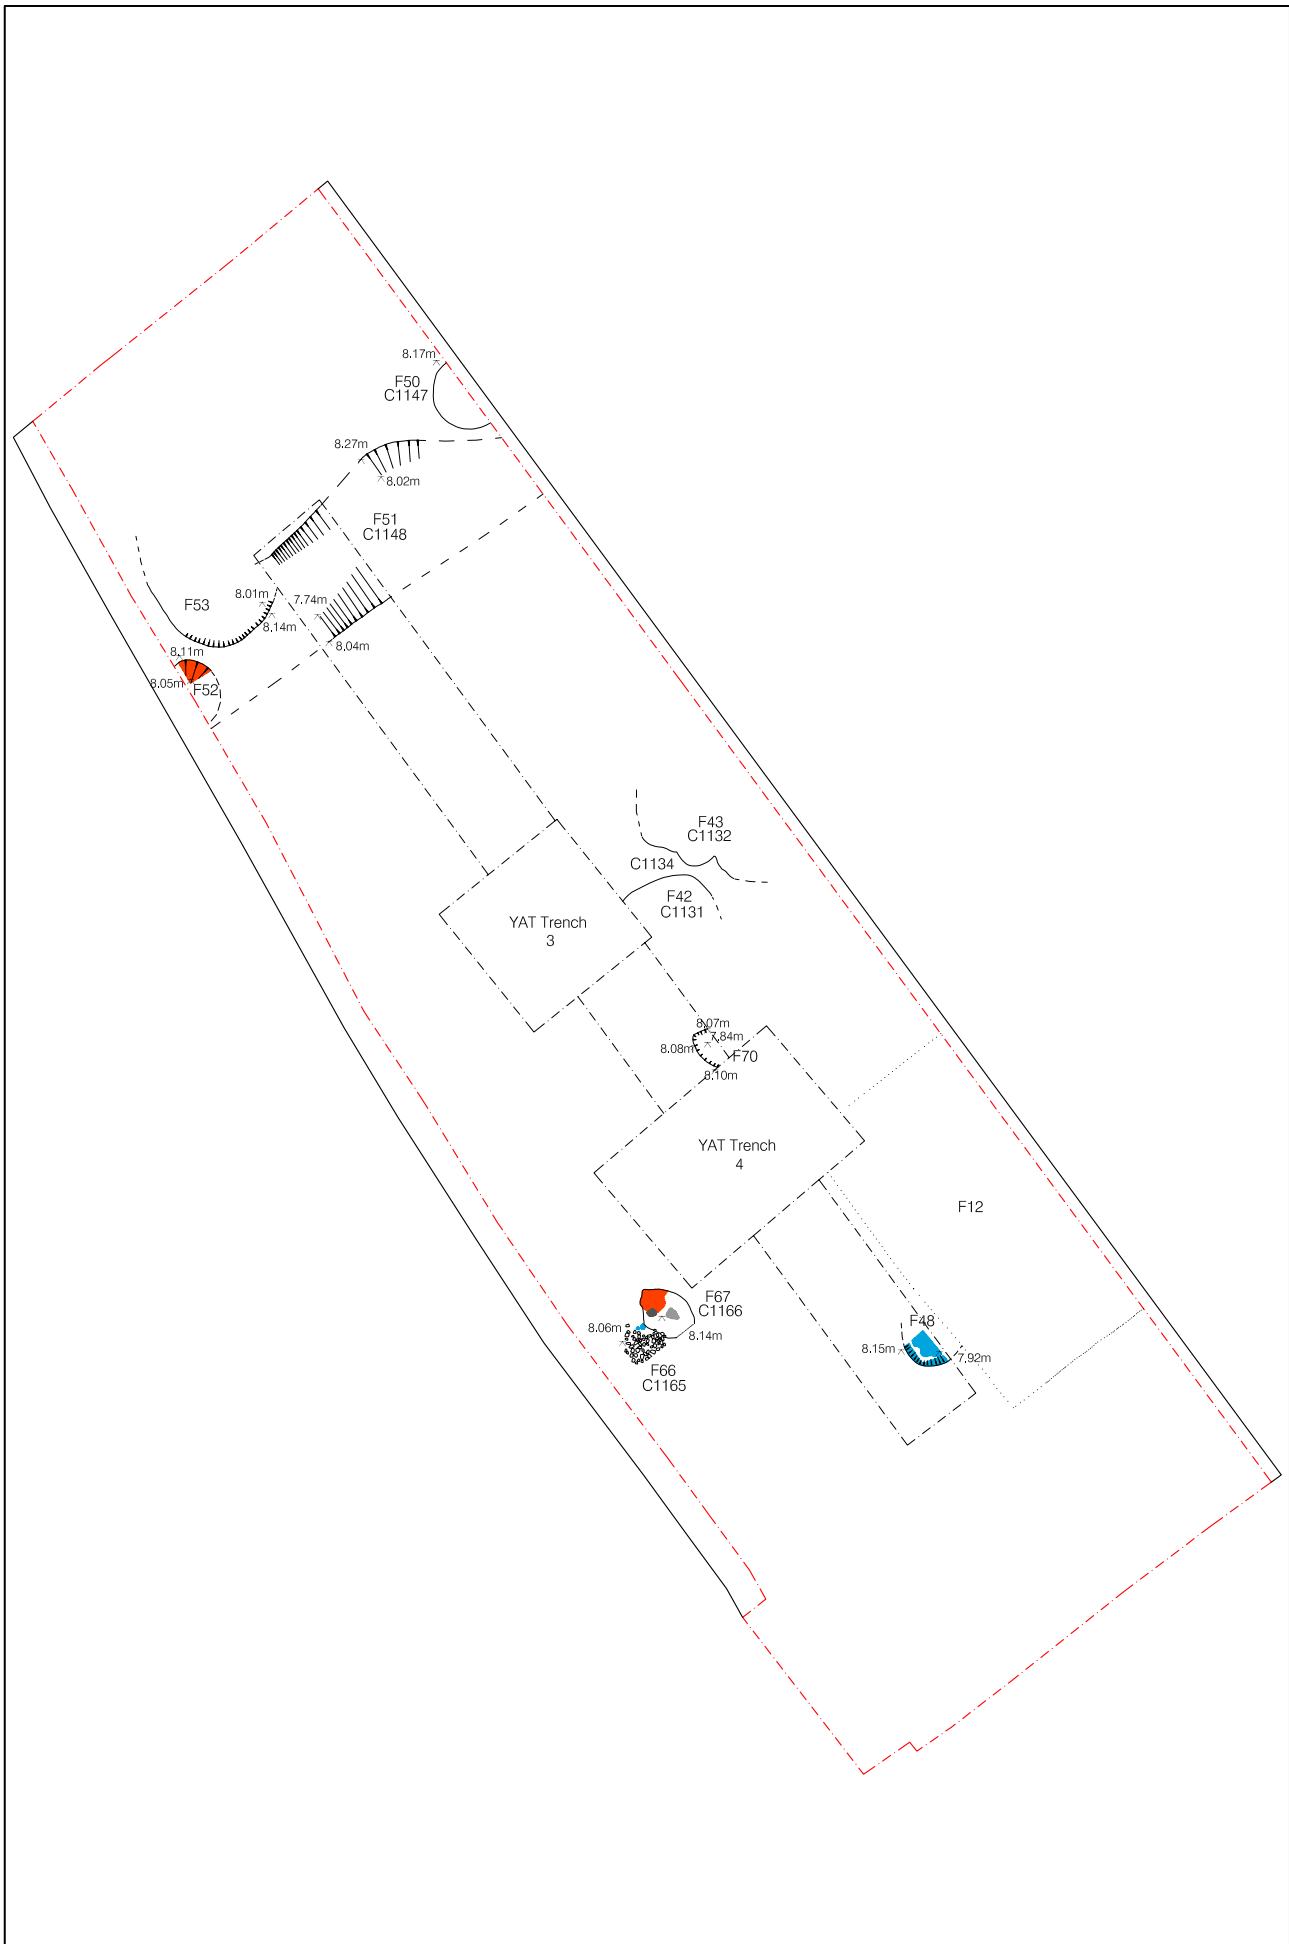 8.17m
F50
C1147
8.27m
8.02m
F51
C1148
8.01m
7.74m
F53
8.14m
8.04m
8.11m
8.05m
F52
F43
C1132
C1134
F42
C1131
YAT Trench
3
8.07m
7.84m
8.08m
F70
8.10m
YAT Trench
4
F12
F67
C1166
8.06m
8.14m
F66
C1165
F48
8.15m
7.92m